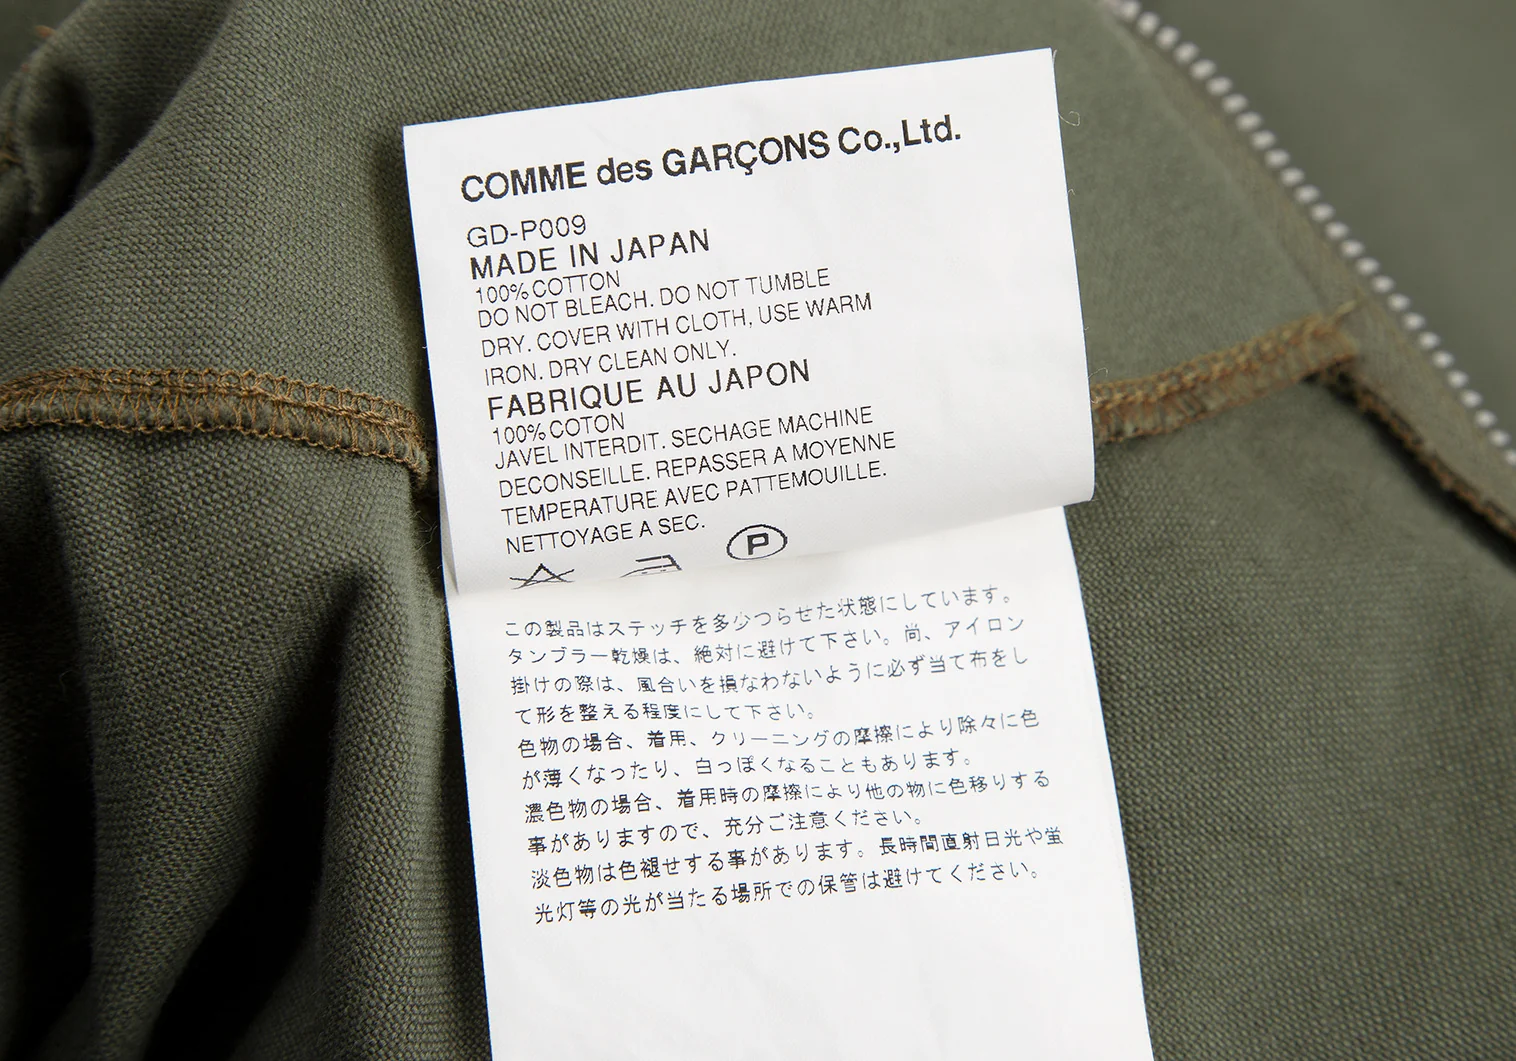 COMME des GARÇONS Co.,Ltd.
GD-P009
MADE IN JAPAN
100% COTTON
DO NOT BLEACH. DO NOT TUMBLE
DRY. COVER WITH CLOTH, USE WARM
IRON. DRY CLEAN ONLY.
FABRIQUE AU JAPON
100% COTON
JAVEL INTERDIT. SECHAGE MACHINE
DECONSEILLE. REPASSER A MOYENNE
TEMPERATURE AVEC PATTEMOUILLE.
NETTOYAGE A SEC.
P
この製品はステッチを多少つらせた状態にしています。
タンブラー乾燥は、絶対に避けて下さい。尚、アイロン
掛けの際は、風合いを損なわないように必ず当て布をし
て形を整える程度にして下さい。
色物の場合、着用、クリーニングの摩擦により除々に色
が薄くなったり、白っぽくなることもあります。
濃色物の場合、着用時の摩擦により他の物に色移りする
事がありますので、充分ご注意ください。
淡色物は色褪せする事があります。長時間直射日光や蛍
光灯等の光が当たる場所での保管は避けてください。